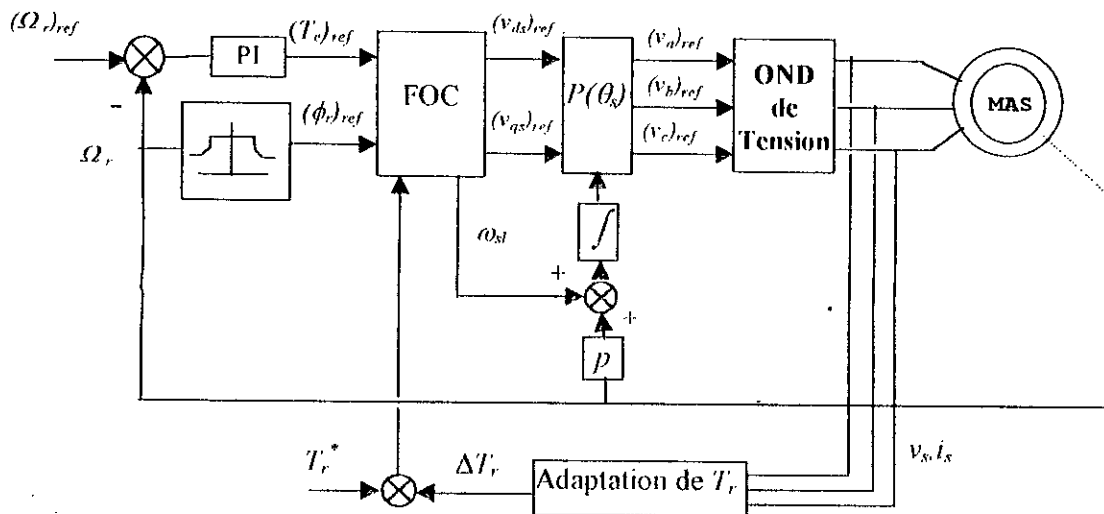 (Ω_r)_ref
PI
(T_e)_ref
(v_ds)_ref
(v_a)_ref
FOC
P(θ_s)
(v_b)_ref
OND
de
Tension
MAS
-
Ω_r
(ϕ_r)_ref
(v_qs)_ref
(v_c)_ref
ω_sl
∫
+
+
p
T_r*
ΔT_r
Adaptation de T_r
v_s, i_s